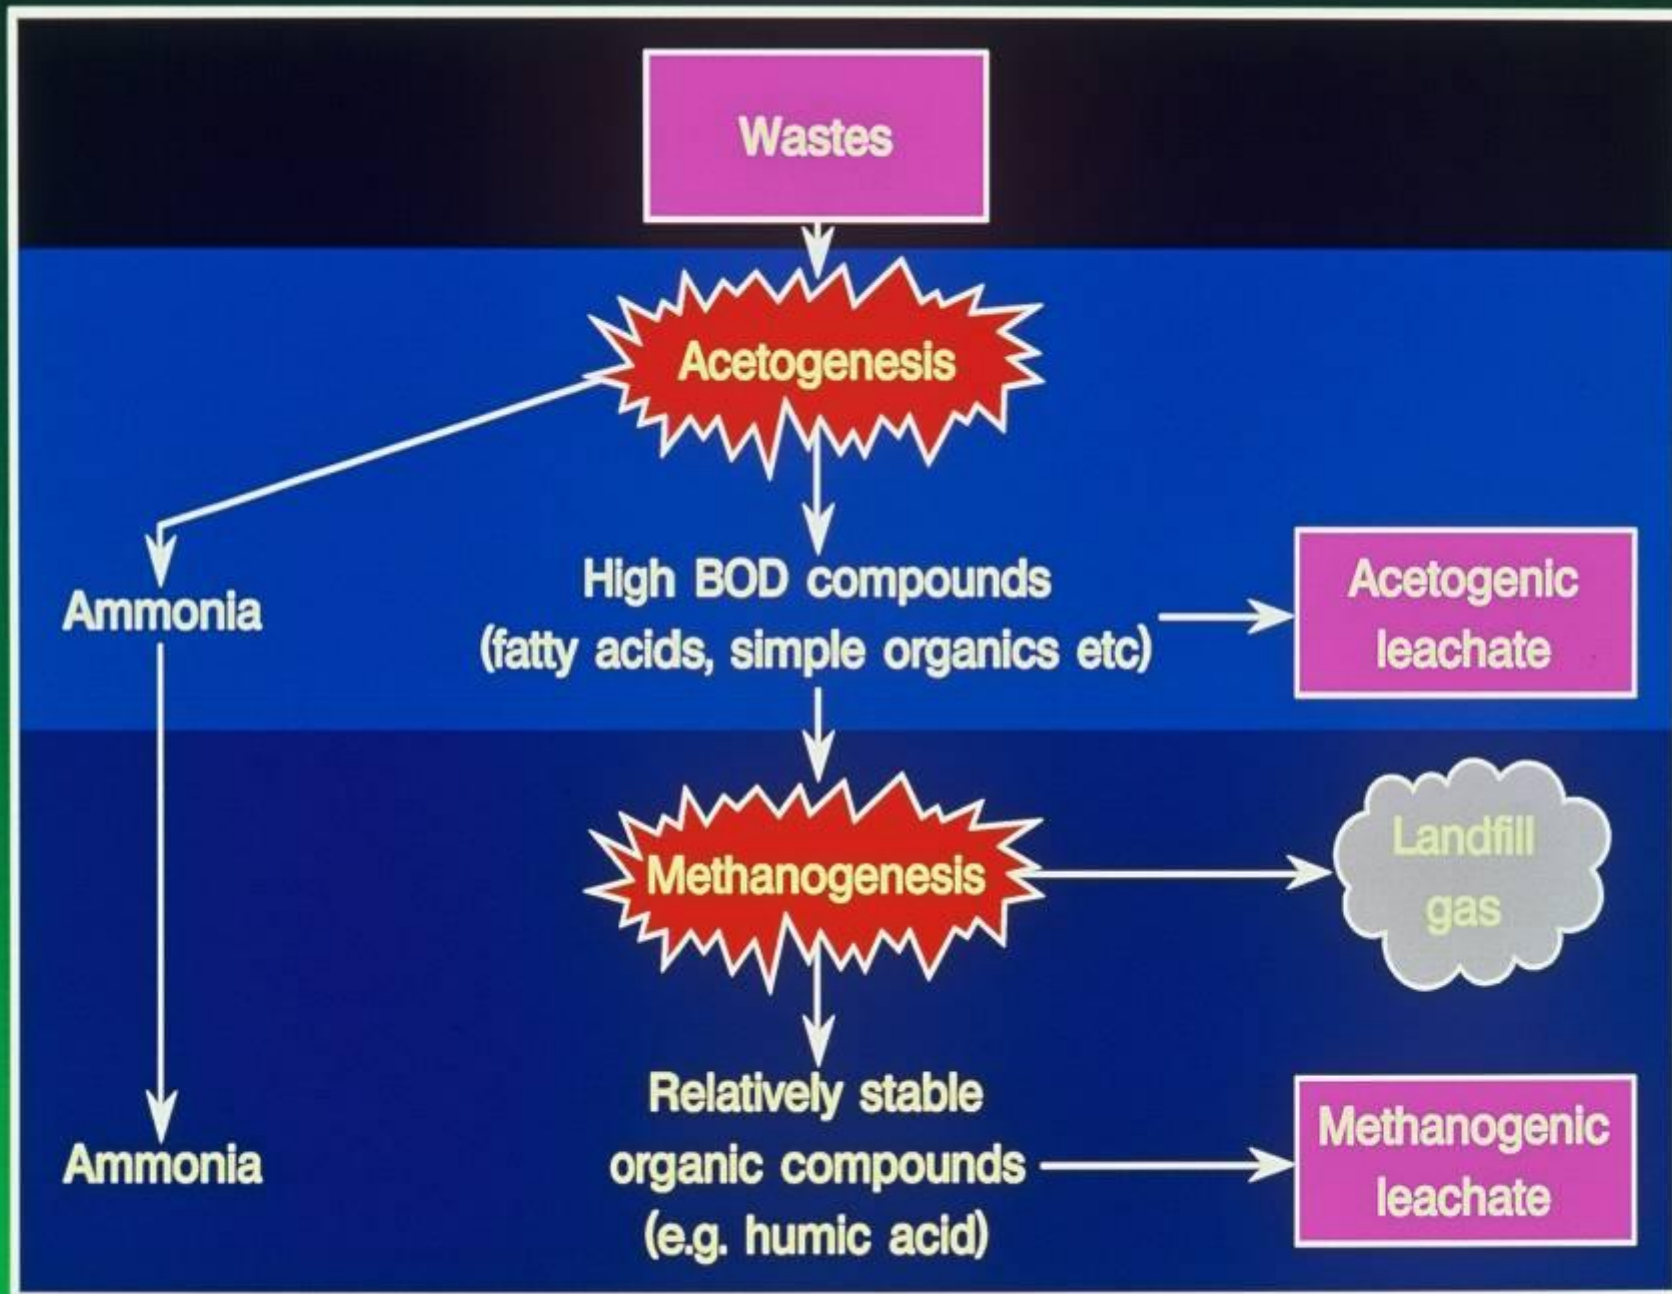 Wastes
Acetogenesis
Ammonia
High BOD compounds
(fatty acids, simple organics etc)
Acetogenic
leachate
Methanogenesis
Landfill
gas
Ammonia
Relatively stable
organic compounds
(e.g. humic acid)
Methanogenic
leachate